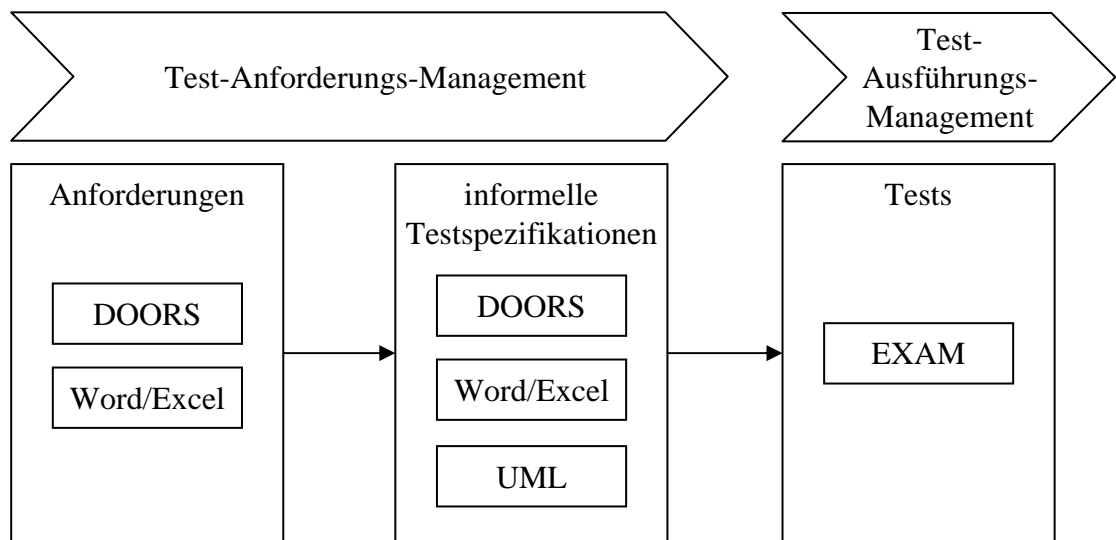 Test-Anforderungs-Management
Test-
Ausführungs-
Management
Anforderungen
DOORS
Word/Excel
informelle
Testspezifikationen
DOORS
Word/Excel
UML
Tests
EXAM